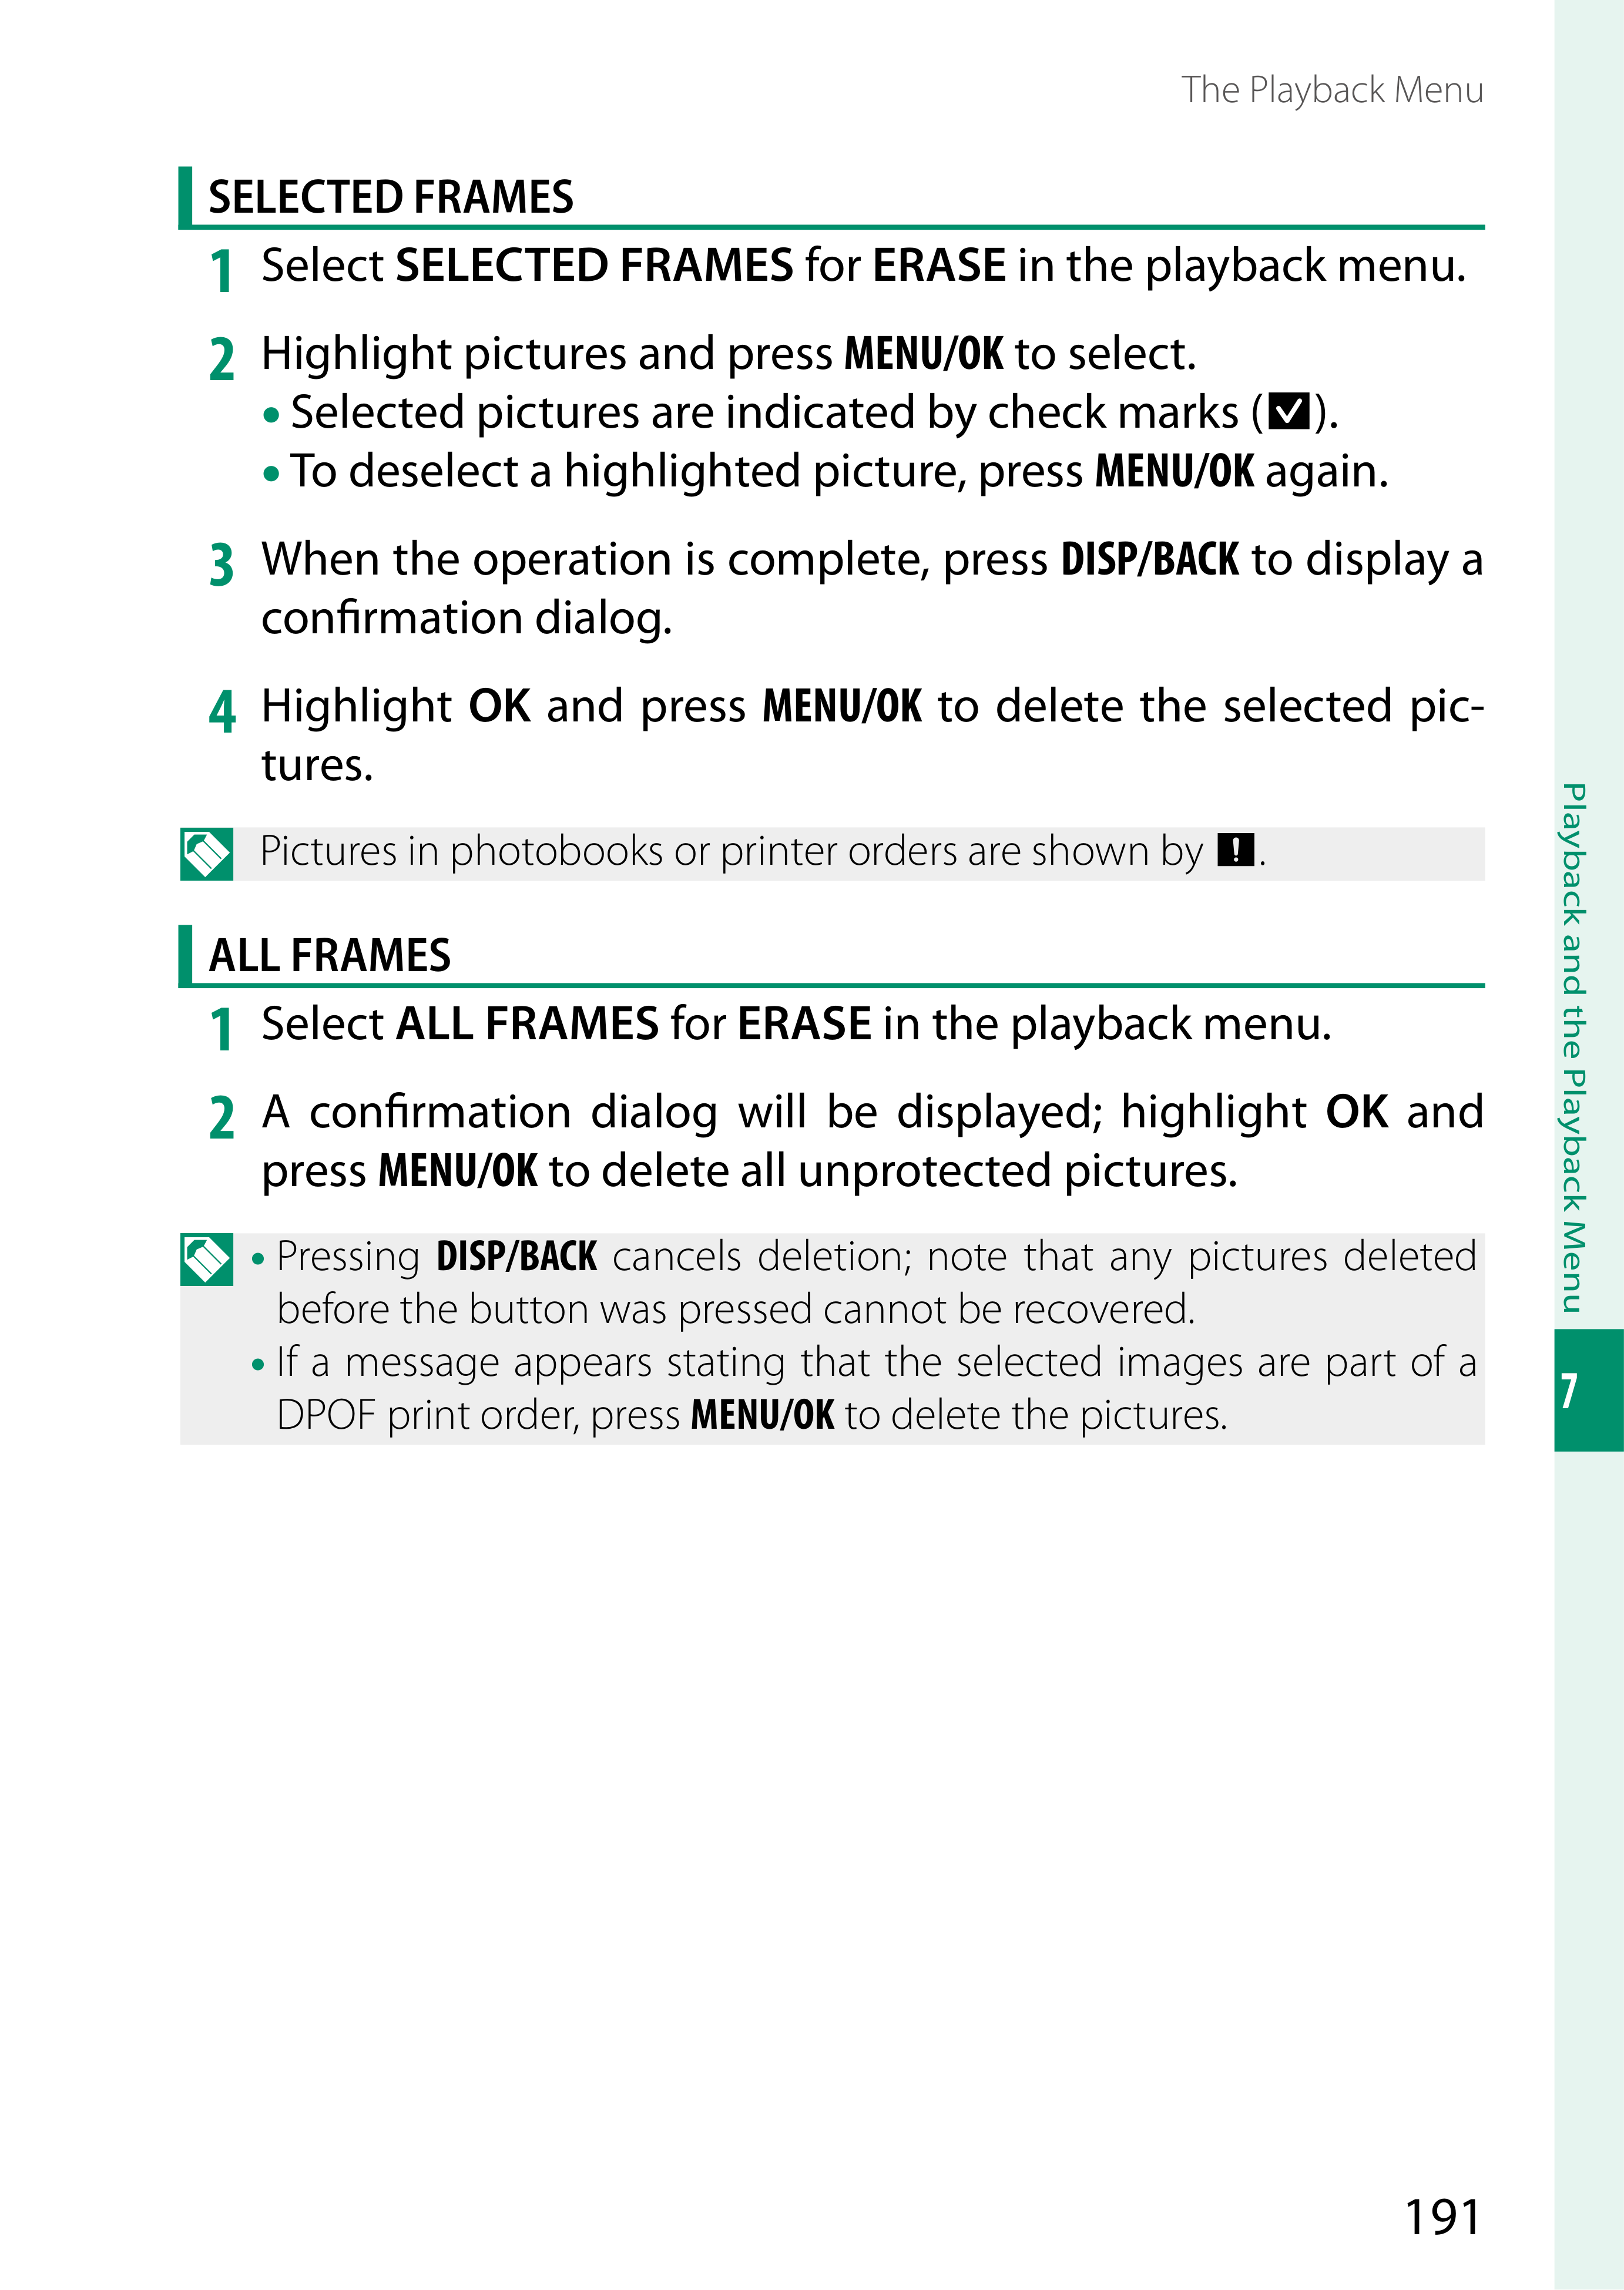 The Playback Menu
SELECTED FRAMES
1 Select SELECTED FRAMES for ERASE in the playback menu.
2 Highlight pictures and press MENU/OK to select.
• Selected pictures are indicated by check marks (☑).
• To deselect a highlighted picture, press MENU/OK again.
3 When the operation is complete, press DISP/BACK to display a
confirmation dialog.
4 Highlight OK and press MENU/OK to delete the selected pic-
tures.
Pictures in photobooks or printer orders are shown by !.
ALL FRAMES
1 Select ALL FRAMES for ERASE in the playback menu.
2 A confirmation dialog will be displayed; highlight OK and
press MENU/OK to delete all unprotected pictures.
• Pressing DISP/BACK cancels deletion; note that any pictures deleted
before the button was pressed cannot be recovered.
• If a message appears stating that the selected images are part of a
DPOF print order, press MENU/OK to delete the pictures.
Playback and the Playback Menu
7
191